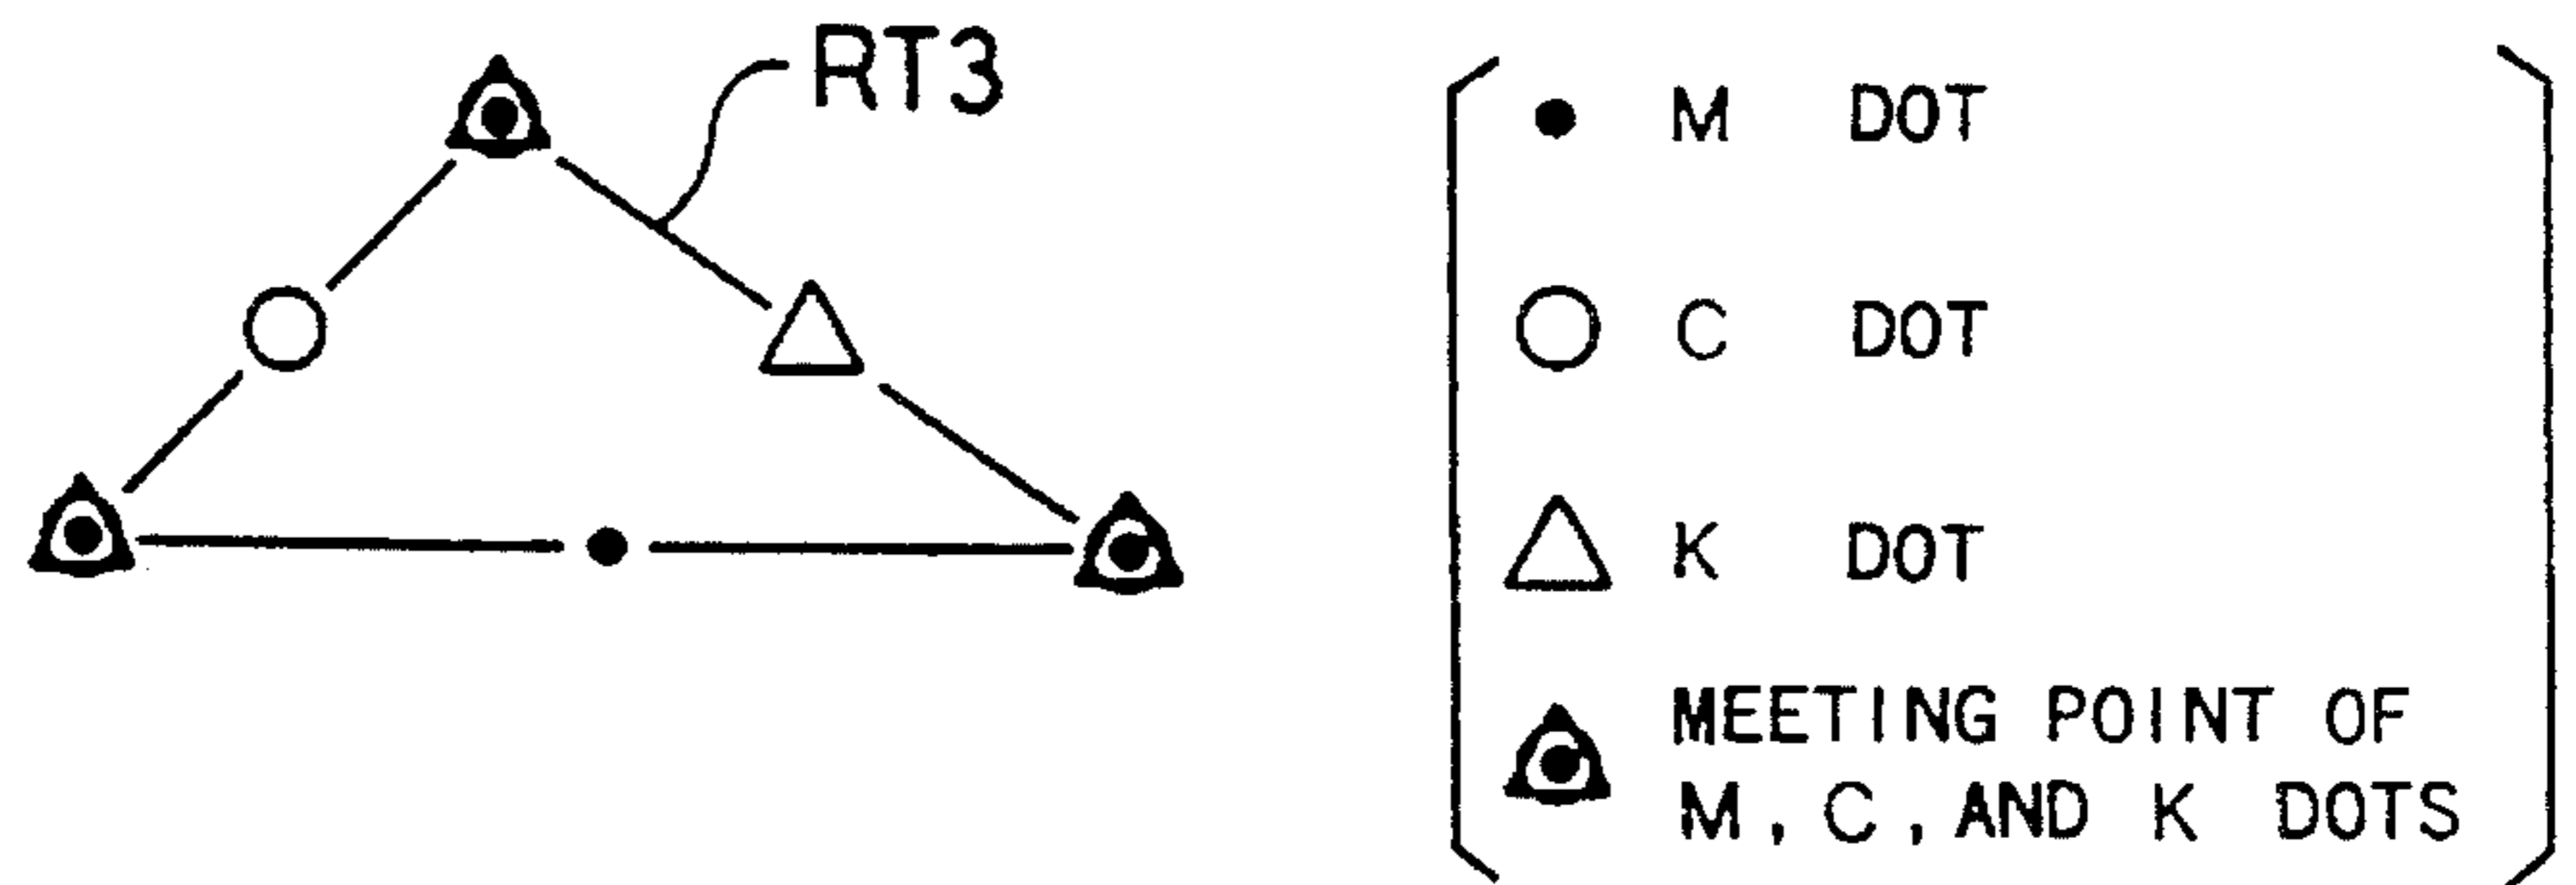 RT3
M DOT
C DOT
K DOT
MEETING POINT OF
M, C, AND K DOTS